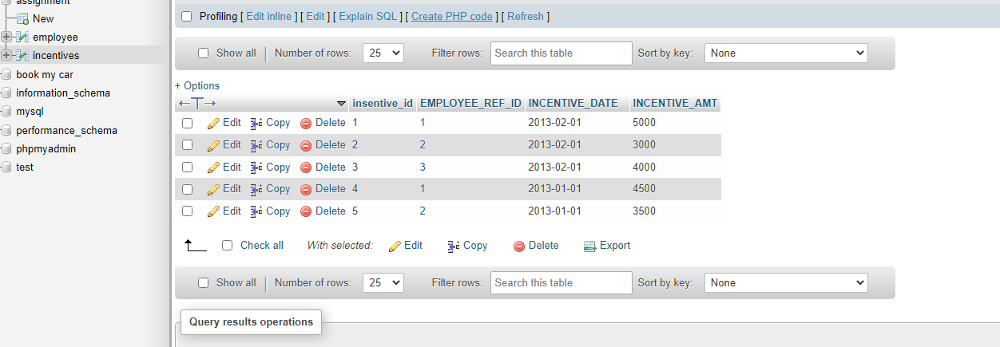 assignment
New
employee
incentives
book my car
information_schema
mysql
performance_schema
phpmyadmin
test
Profiling [ Edit inline ] [ Edit ] [ Explain SQL ] [ Create PHP code ] [ Refresh ]
Show all Number of rows: 25 Filter rows: Search this table Sort by key: None
+ Options
←T→ insentive_id EMPLOYEE_REF_ID INCENTIVE_DATE INCENTIVE_AMT
Edit Copy Delete 1 1 2013-02-01 5000
Edit Copy Delete 2 2 2013-02-01 3000
Edit Copy Delete 3 3 2013-02-01 4000
Edit Copy Delete 4 1 2013-01-01 4500
Edit Copy Delete 5 2 2013-01-01 3500
Check all With selected: Edit Copy Delete Export
Show all Number of rows: 25 Filter rows: Search this table Sort by key: None
Query results operations